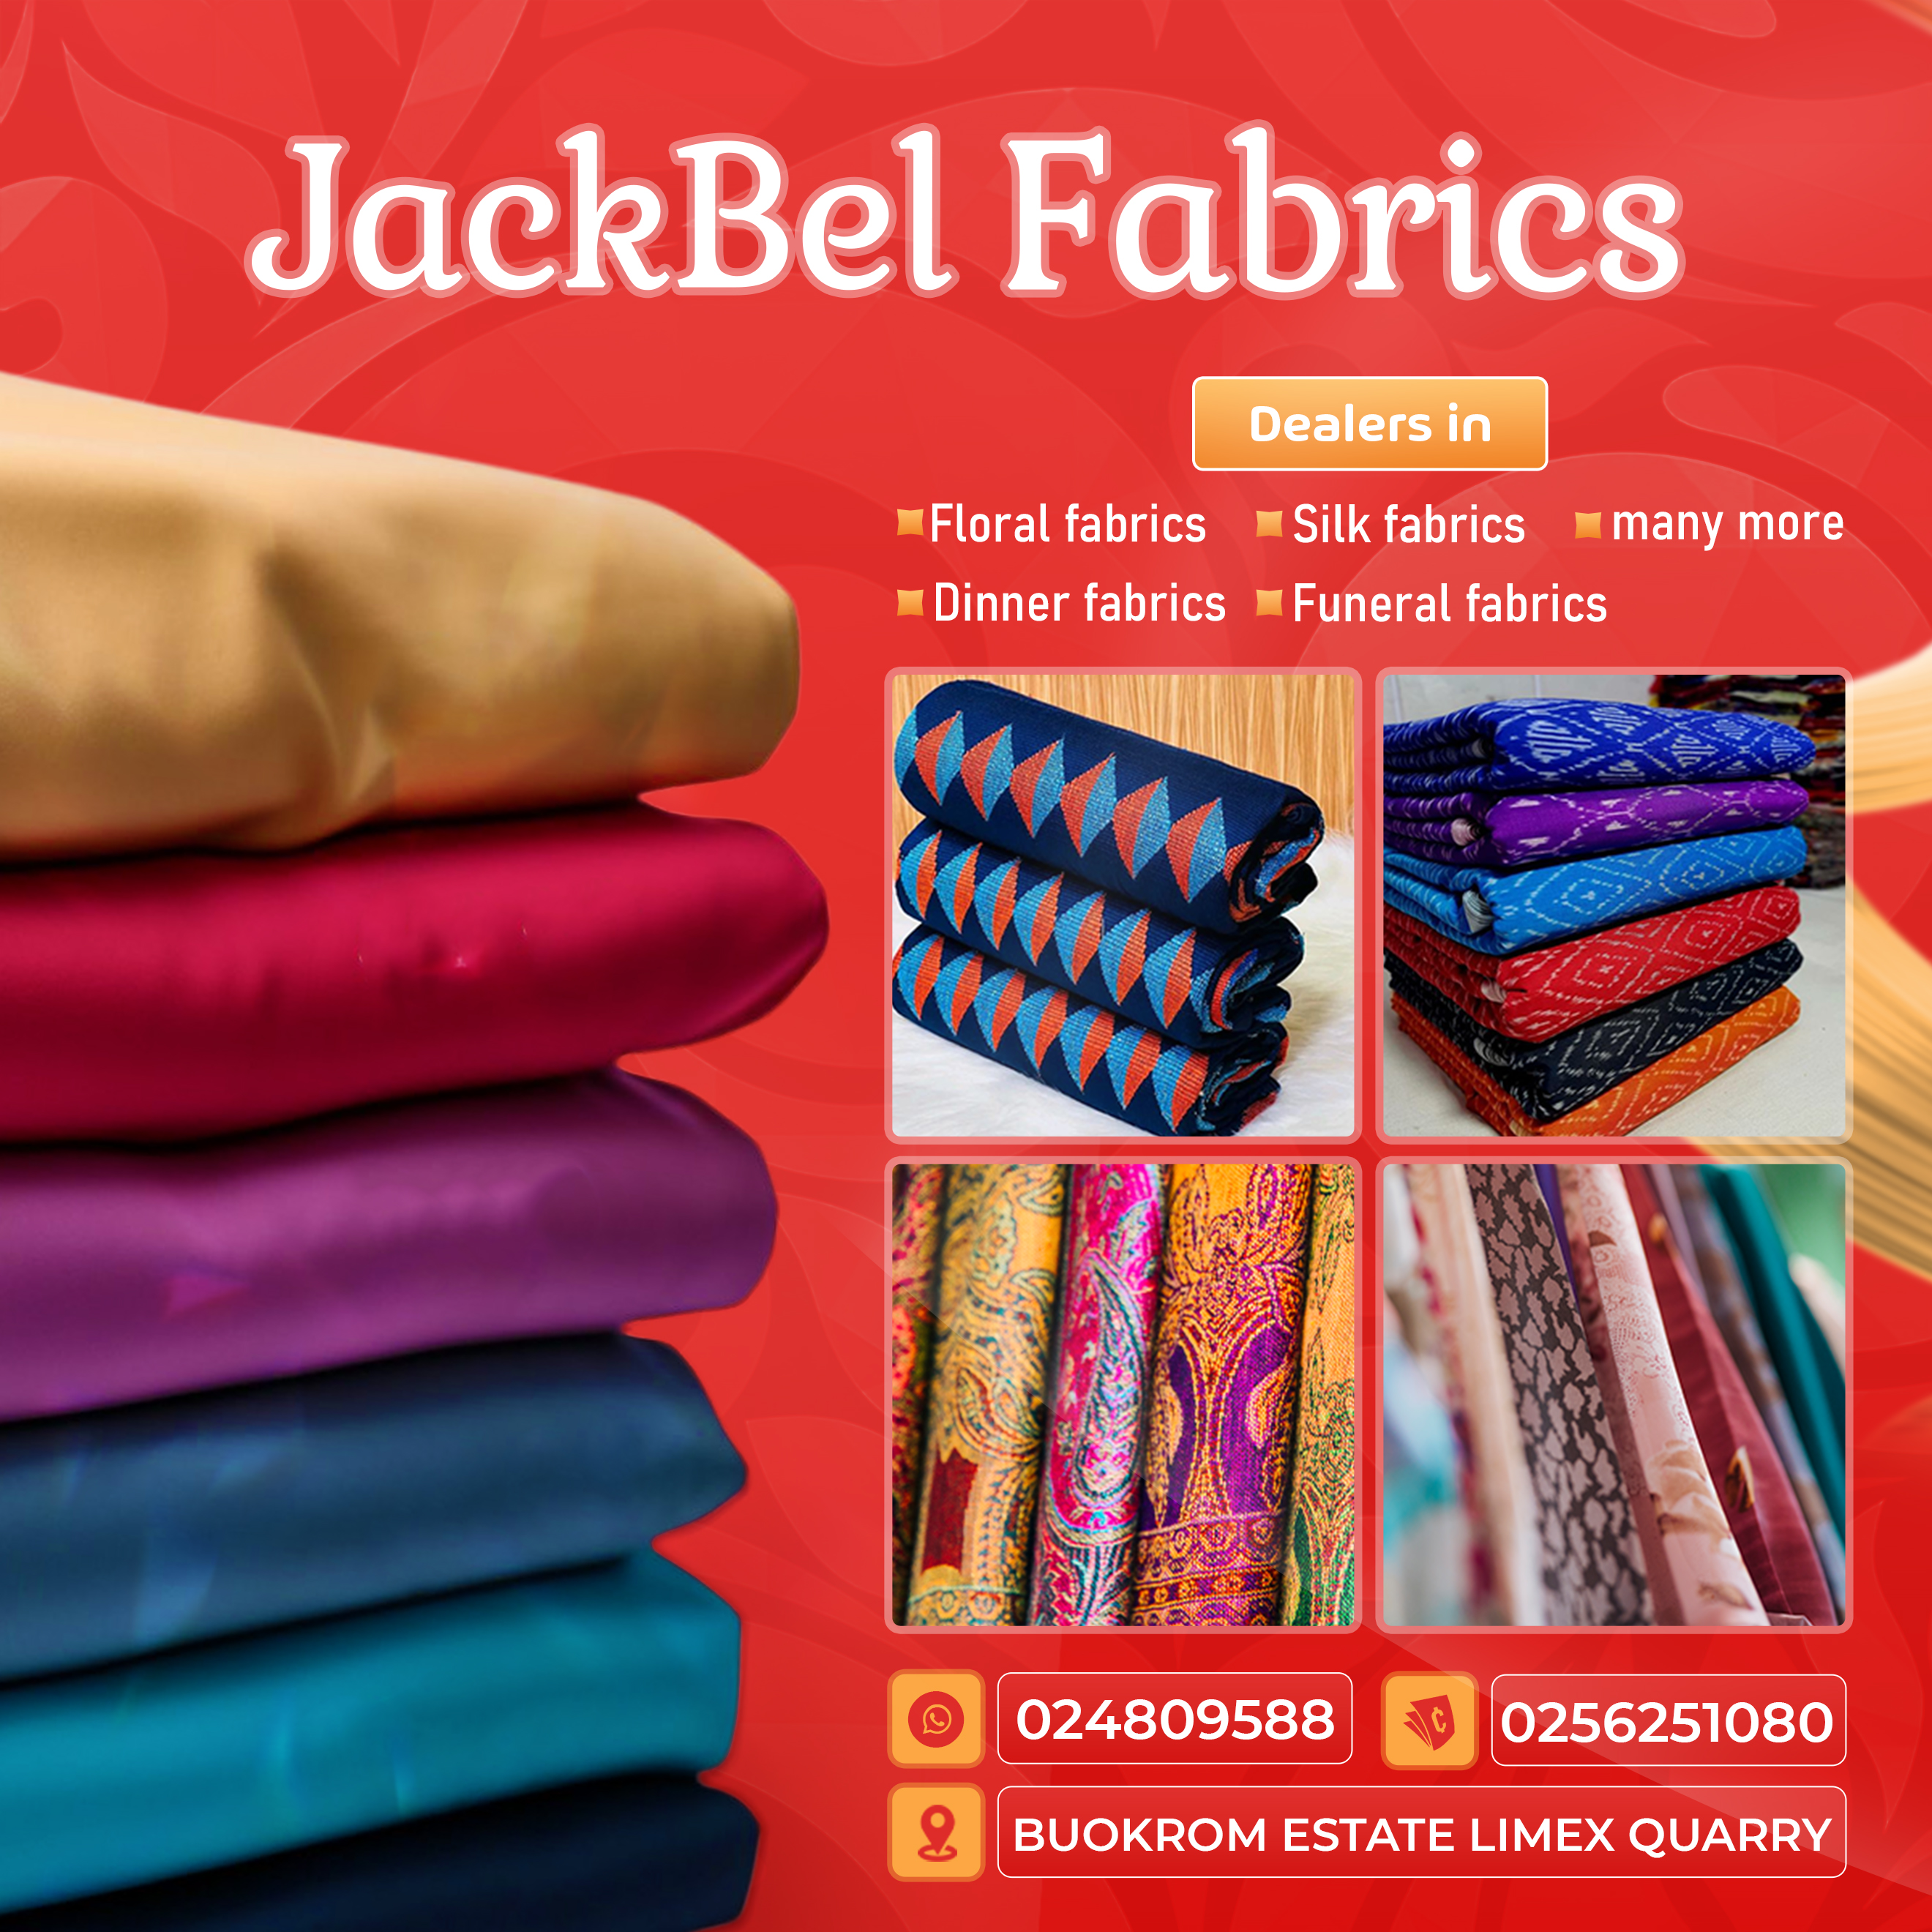 JackBel Fabrics
Dealers in
Floral fabrics Silk fabrics many more
Dinner fabrics Funeral fabrics
024809588 0256251080
BUOKROM ESTATE LIMEX QUARRY